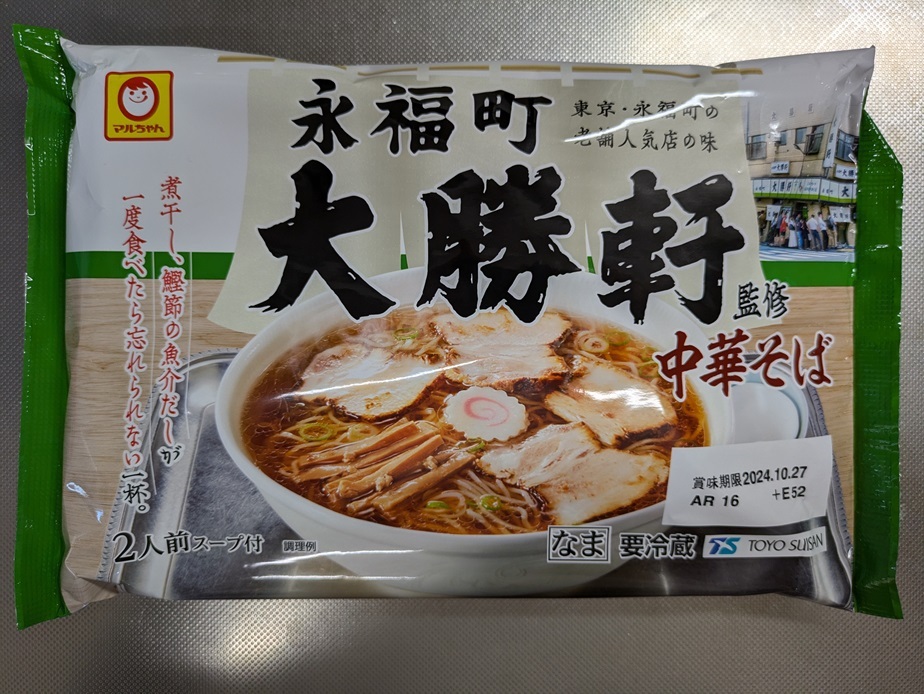 マルちゃん
永福町
大勝軒
監修
中華そば
東京・永福町の
老舗人気店の味
煮干し、鰹節の魚介だしが
一度食べたら忘れられない一杯。
賞味期限2024.10.27
AR 16 +E52
2人前スープ付
調理例
なま
要冷蔵
TS TOYO SUISAN
大勝軒